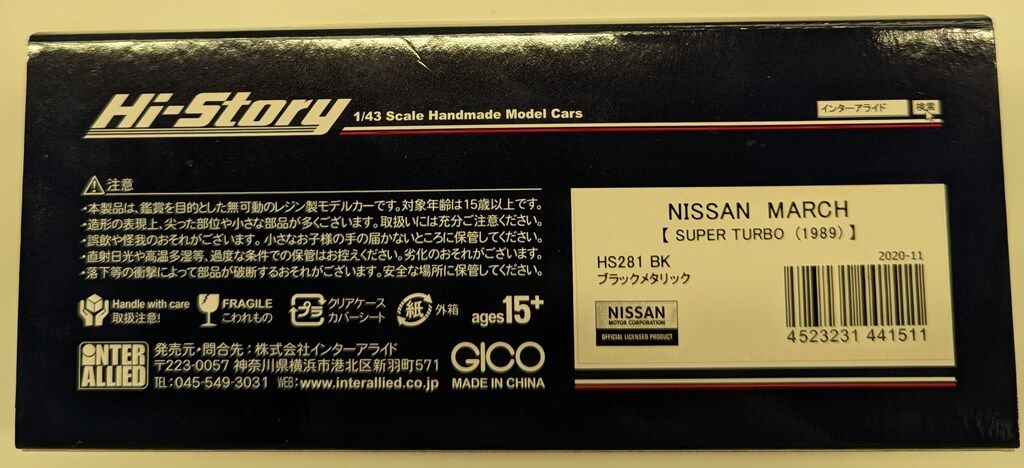 Hi-Story
1/43 Scale Handmade Model Cars
インターアライド 検索
注意
・本製品は、鑑賞を目的とした無可動のレジン製モデルカーです。対象年齢は15歳以上です。
・造形の表現上、尖った部位や小さな部品が多くございます。取扱いには充分ご注意ください。
・誤飲や怪我のおそれがございます。小さなお子様の手の届かないところに保管してください。
・直射日光や高温多湿等、過度な条件での保管はお控えください。劣化のおそれがございます。
・落下等の衝撃によって部品が破断するおそれがございます。安全な場所に保管してください。
Handle with care
取扱注意!
FRAGILE
こわれもの
プラ
クリアケース
カバーシート
紙
外箱
ages15+
INTER
ALLIED
発売元・問合先:株式会社インターアライド
〒223-0057 神奈川県横浜市港北区新羽町571
TEL:045-549-3031 WEB:www.interallied.co.jp
GICO
MADE IN CHINA
NISSAN MARCH
【 SUPER TURBO (1989) 】
HS281 BK
ブラックメタリック
2020-11
NISSAN
MOTOR CORPORATION
OFFICIAL LICENSED PRODUCT
4523231 441511